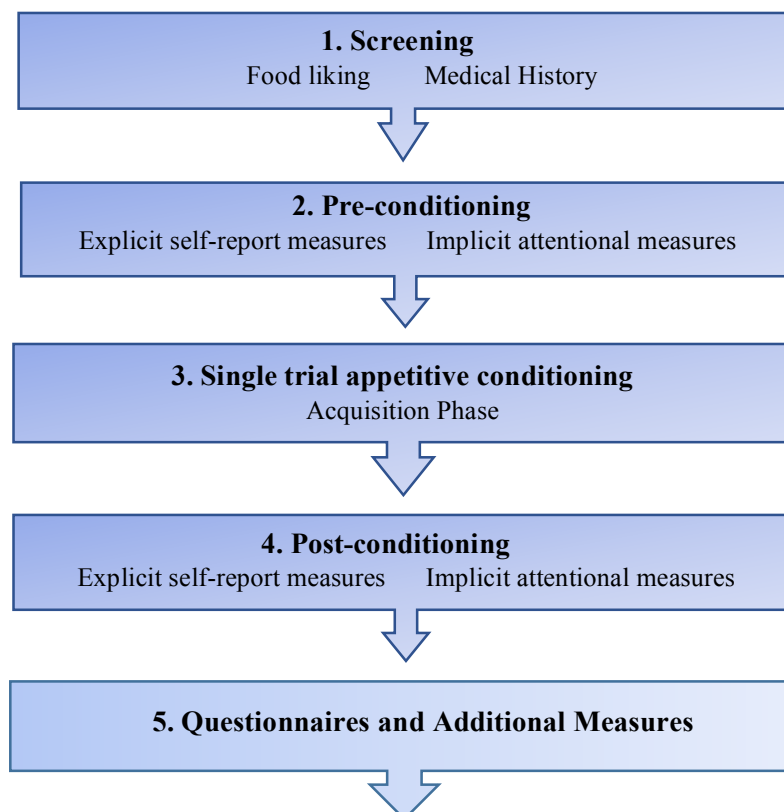 1. Screening
Food liking Medical History
2. Pre-conditioning
Explicit self-report measures Implicit attentional measures
3. Single trial appetitive conditioning
Acquisition Phase
4. Post-conditioning
Explicit self-report measures Implicit attentional measures
5. Questionnaires and Additional Measures